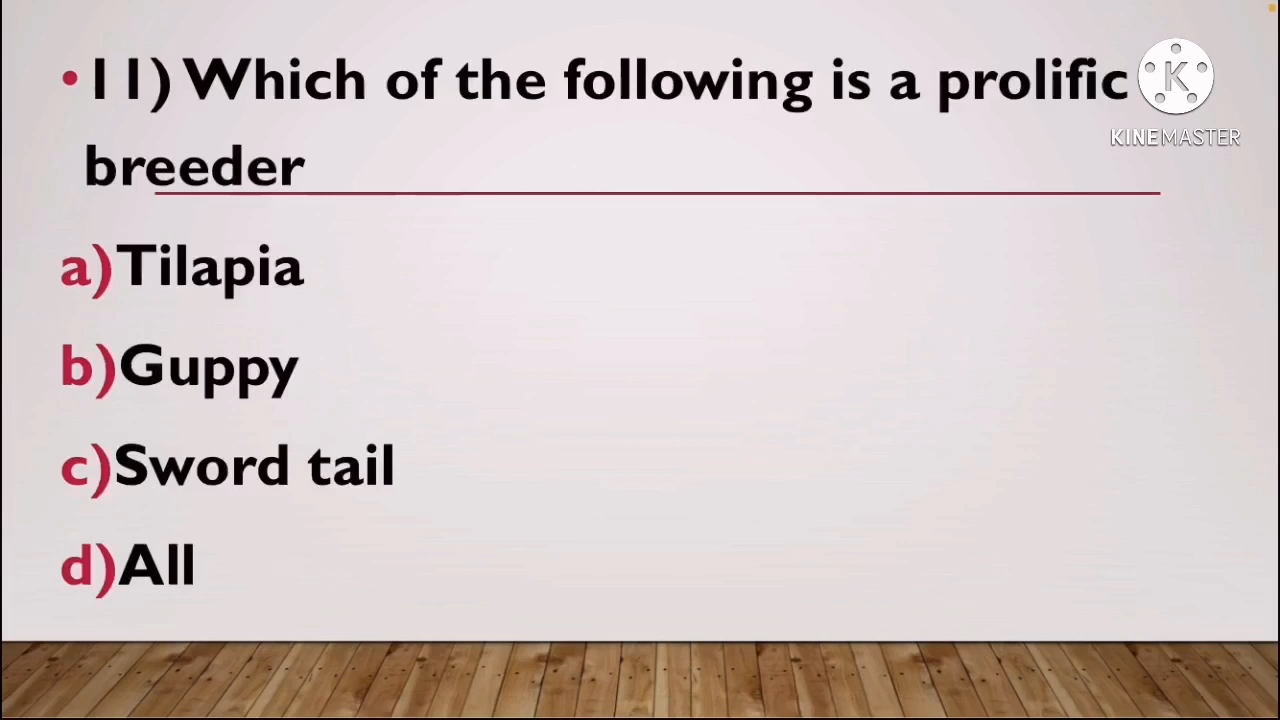 •11) Which of the following is a prolific
breeder
a)Tilapia
b)Guppy
c)Sword tail
d)All
K
KINEMASTER